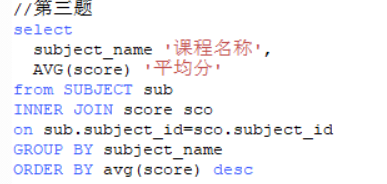 //第三题
select
subject_name '课程名称',
AVG(score) '平均分'
from SUBJECT sub
INNER JOIN score sco
on sub.subject_id=sco.subject_id
GROUP BY subject_name
ORDER BY avg(score) desc